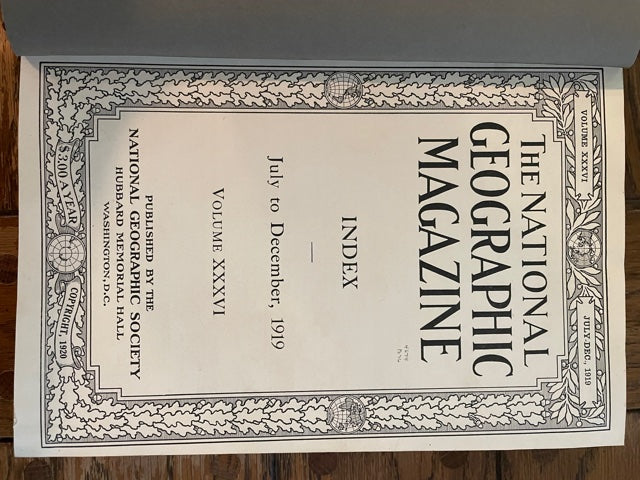 VOLUME XXXVI
JULY-DEC., 1919
THE NATIONAL
GEOGRAPHIC
MAGAZINE
INDEX
July to December, 1919
VOLUME XXXVI
PUBLISHED BY THE
NATIONAL GEOGRAPHIC SOCIETY
HUBBARD MEMORIAL HALL
WASHINGTON, D.C.
$3.00 A YEAR
COPYRIGHT, 1920